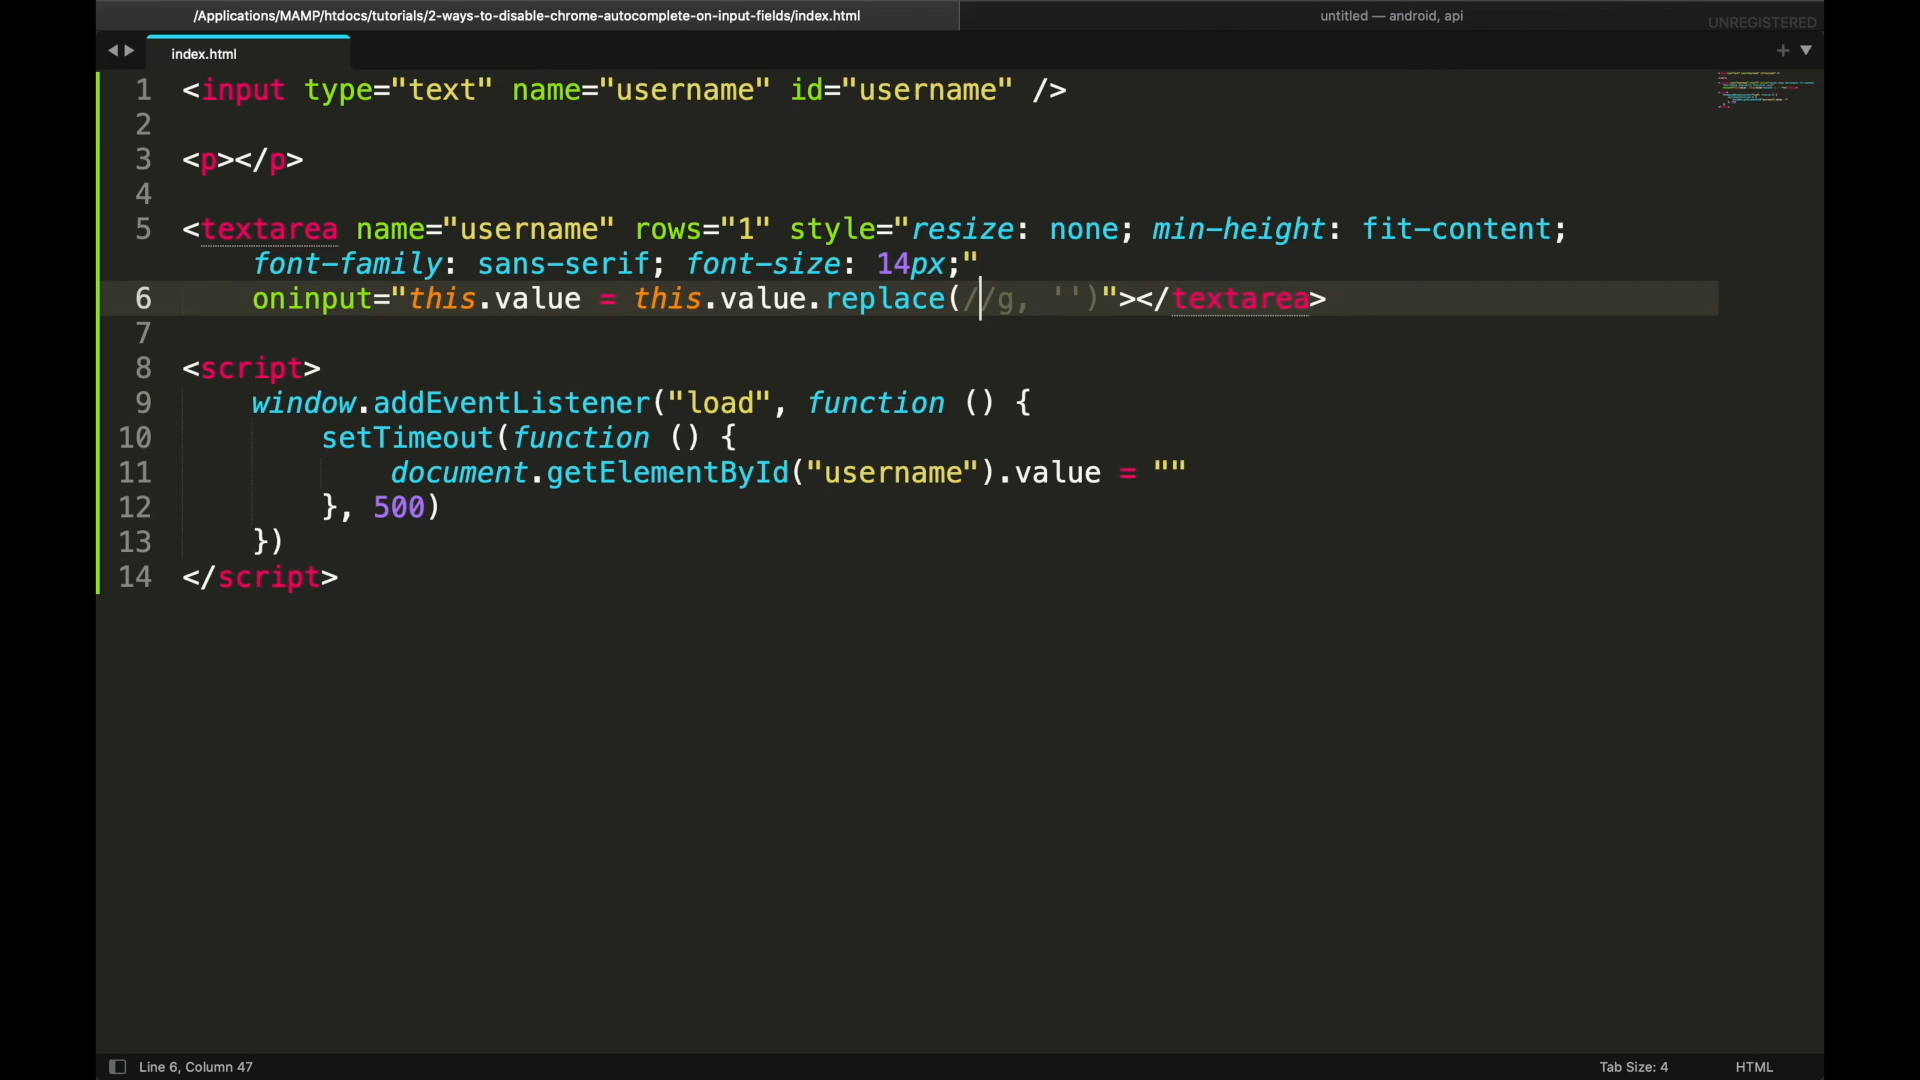 /Applications/MAMP/htdocs/tutorials/2-ways-to-disable-chrome-autocomplete-on-input-fields/index.html
untitled — android, api
UNREGISTERED
index.html
1 <input type="text" name="username" id="username" />
2
3 <p></p>
4
5 <textarea name="username" rows="1" style="resize: none; min-height: fit-content;
font-family: sans-serif; font-size: 14px;"
6 oninput="this.value = this.value.replace(//g, '')"></textarea>
7
8 <script>
9 window.addEventListener("load", function () {
10 setTimeout(function () {
11 document.getElementById("username").value = ""
12 }, 500)
13 })
14 </script>
Line 6, Column 47
Tab Size: 4
HTML